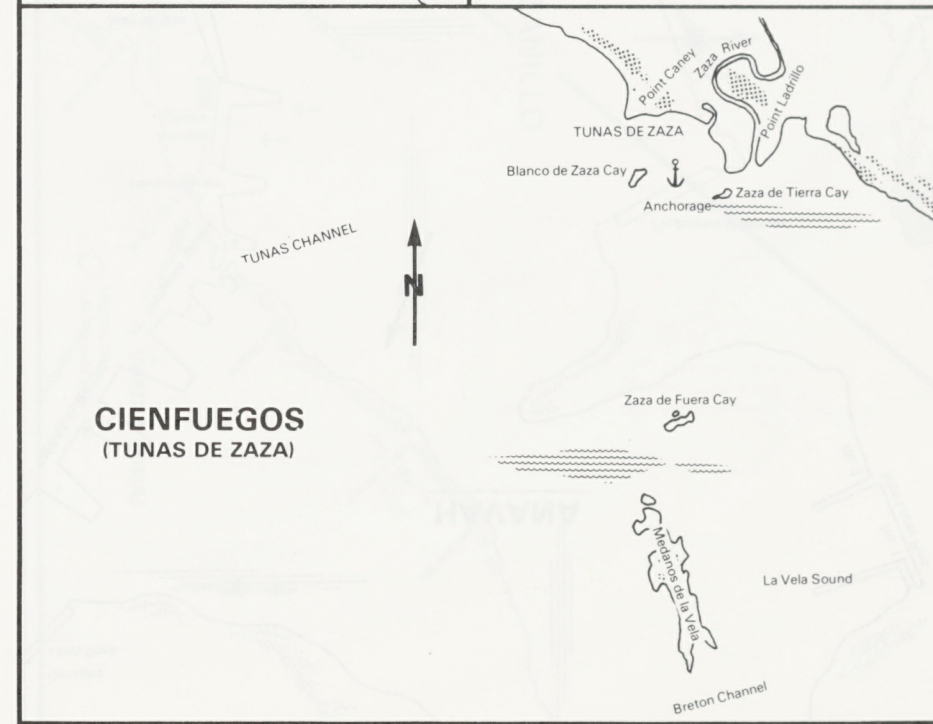 Point Caney
Zaza River
Point Ladrillo
TUNAS DE ZAZA
Blanco de Zaza Cay
Zaza de Tierra Cay
Anchorage
TUNAS CHANNEL
N
Zaza de Fuera Cay
CIENFUEGOS
(TUNAS DE ZAZA)
HAVANA
Medanos de la Vela
La Vela Sound
Breton Channel